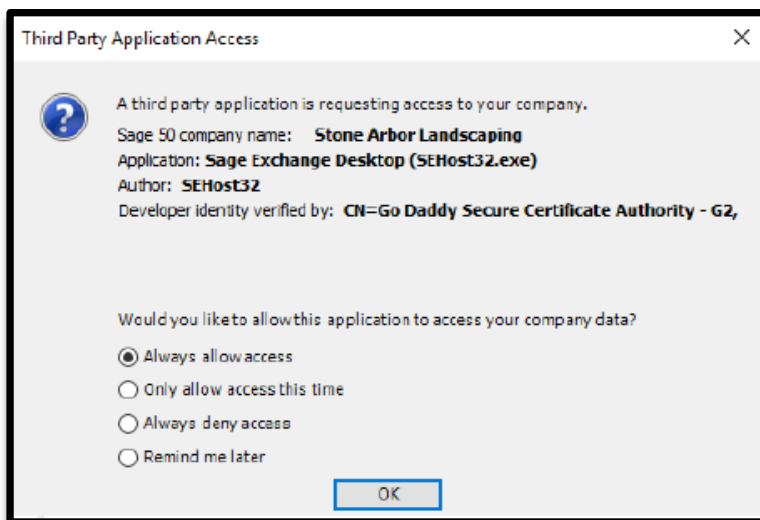 Third Party Application Access
A third party application is requesting access to your company.
Sage 50 company name: Stone Arbor Landscaping
Application: Sage Exchange Desktop (SEHost32.exe)
Author: SEHost32
Developer identity verified by: CN=Go Daddy Secure Certificate Authority - G2,
Would you like to allow this application to access your company data?
Always allow access
Only allow access this time
Always deny access
Remind me later
OK